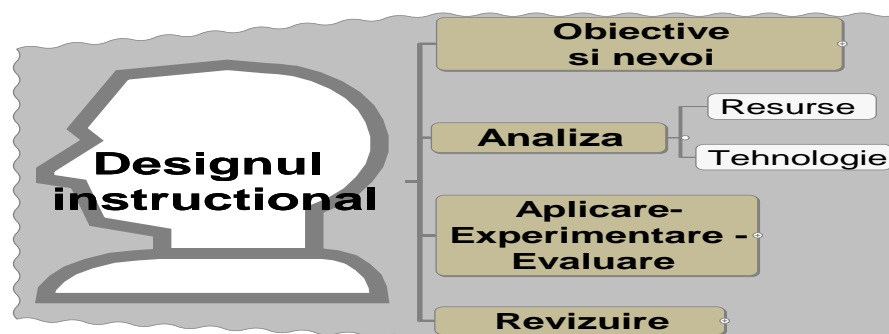 Designul
instructional
Obiective
si nevoi
Analiza
Resurse
Tehnologie
Aplicare-
Experimentare -
Evaluare
Revizuire